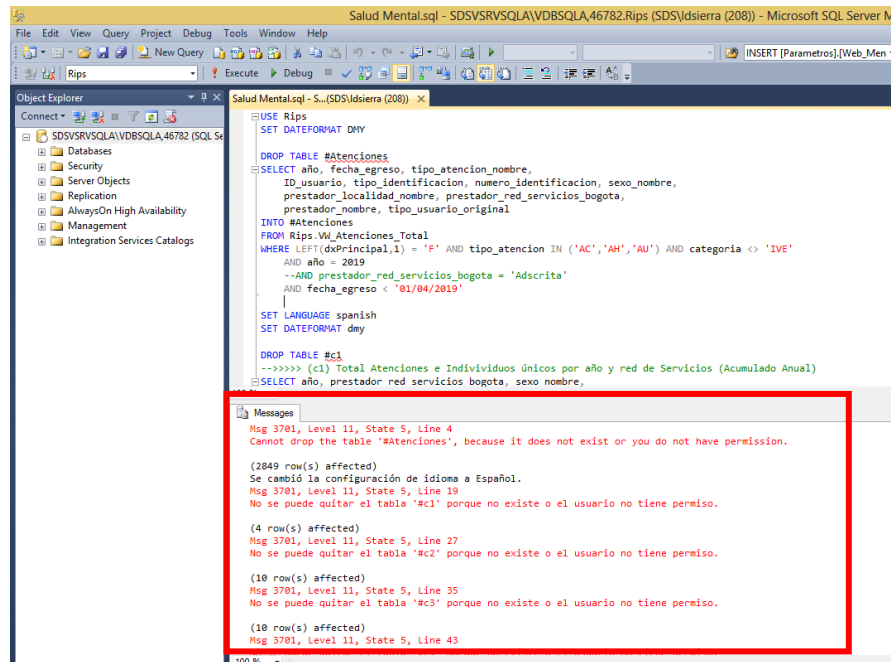 Salud Mental.sql - SDSVSRVSQLA\VDBSQLA,46782.Rips (SDS\ldsierra (208)) - Microsoft SQL Server M
File Edit View Query Project Debug Tools Window Help
New Query
INSERT [Parametros].[Web_Men
Rips
Execute Debug
Object Explorer
Connect
SDSVSRVSQLA\VDBSQLA,46782 (SQL Se
Databases
Security
Server Objects
Replication
AlwaysOn High Availability
Management
Integration Services Catalogs
Salud Mental.sql - S...(SDS\ldsierra (208))
USE Rips
SET DATEFORMAT DMY
DROP TABLE #Atenciones
SELECT año, fecha_egreso, tipo_atencion_nombre,
ID_usuario, tipo_identificacion, numero_identificacion, sexo_nombre,
prestador_localidad_nombre, prestador_red_servicios_bogota,
prestador_nombre, tipo_usuario_original
INTO #Atenciones
FROM Rips.VW_Atenciones_Total
WHERE LEFT(dxPrincipal,1) = 'F' AND tipo_atencion IN ('AC','AH','AU') AND categoria <> 'IVE'
AND año = 2019
--AND prestador_red_servicios_bogota = 'Adscrita'
AND fecha_egreso < '01/04/2019'
SET LANGUAGE spanish
SET DATEFORMAT dmy
DROP TABLE #c1
-->>>>> (c1) Total Atenciones e Indivividuos únicos por año y red de Servicios (Acumulado Anual)
SELECT año, prestador_red_servicios_bogota, sexo_nombre,
Messages
Msg 3701, Level 11, State 5, Line 4
Cannot drop the table '#Atenciones', because it does not exist or you do not have permission.
(2849 row(s) affected)
Se cambió la configuración de idioma a Español.
Msg 3701, Level 11, State 5, Line 19
No se puede quitar el tabla '#c1' porque no existe o el usuario no tiene permiso.
(4 row(s) affected)
Msg 3701, Level 11, State 5, Line 27
No se puede quitar el tabla '#c2' porque no existe o el usuario no tiene permiso.
(10 row(s) affected)
Msg 3701, Level 11, State 5, Line 35
No se puede quitar el tabla '#c3' porque no existe o el usuario no tiene permiso.
(10 row(s) affected)
Msg 3701, Level 11, State 5, Line 43
100 %